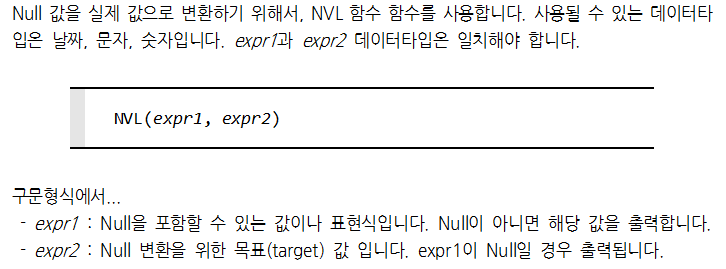 Null 값을 실제 값으로 변환하기 위해서, NVL 함수 함수를 사용합니다. 사용될 수 있는 데이터타
입은 날짜, 문자, 숫자입니다. expr1과 expr2 데이터타입은 일치해야 합니다.
NVL(expr1, expr2)
구문형식에서...
- expr1 : Null을 포함할 수 있는 값이나 표현식입니다. Null이 아니면 해당 값을 출력합니다.
- expr2 : Null 변환을 위한 목표(target) 값 입니다. expr1이 Null일 경우 출력됩니다.